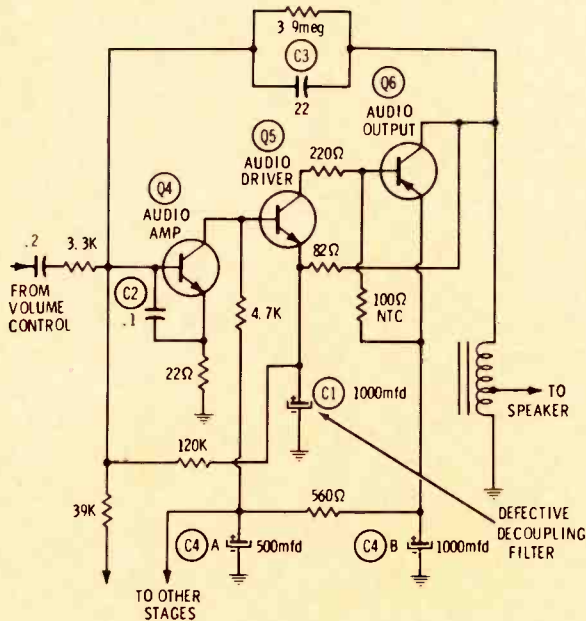 3 9meg
C3
22
Q6
AUDIO
OUTPUT
Q5
AUDIO
DRIVER
220Ω
Q4
AUDIO
AMP
.2
3.3K
82Ω
FROM
VOLUME
CONTROL
C2
.1
4.7K
100Ω
NTC
22Ω
TO
SPEAKER
C1 1000mfd
120K
39K
560Ω
DEFECTIVE
DECOUPLING
FILTER
C4 A 500mfd
C4 B 1000mfd
TO OTHER
STAGES